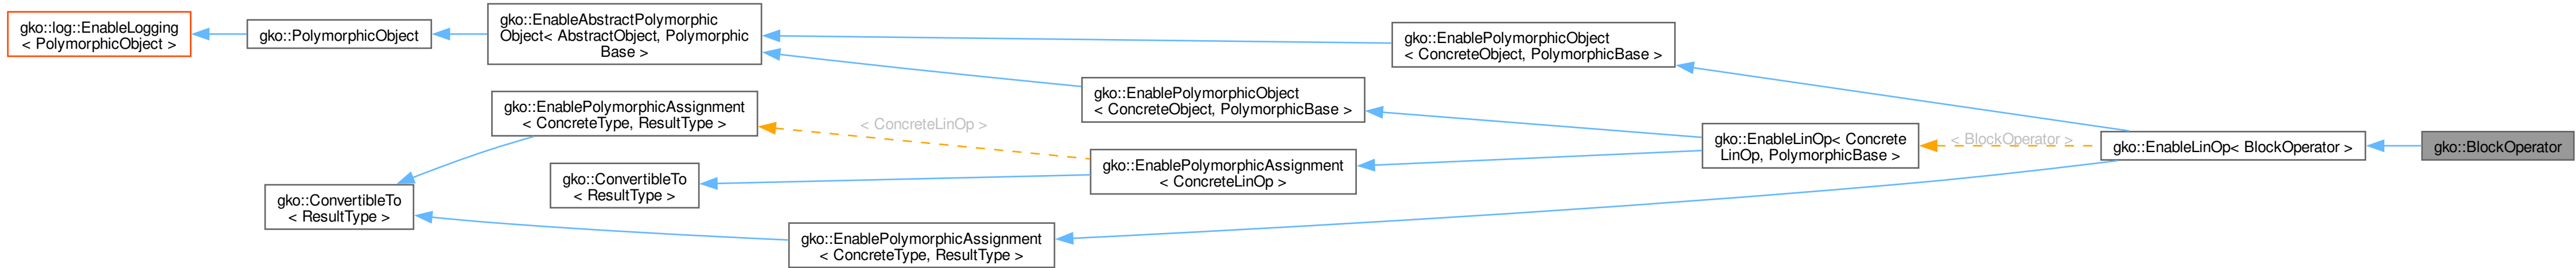 gko::log::EnableLogging
< PolymorphicObject >
gko::PolymorphicObject
gko::EnableAbstractPolymorphic
Object< AbstractObject, Polymorphic
Base >
gko::EnablePolymorphicObject
< ConcreteObject, PolymorphicBase >
gko::EnablePolymorphicObject
< ConcreteObject, PolymorphicBase >
gko::EnablePolymorphicAssignment
< ConcreteType, ResultType >
< ConcreteLinOp >
gko::EnableLinOp< Concrete
LinOp, PolymorphicBase >
< BlockOperator >
gko::EnableLinOp< BlockOperator >
gko::BlockOperator
gko::ConvertibleTo
< ResultType >
gko::EnablePolymorphicAssignment
< ConcreteLinOp >
gko::ConvertibleTo
< ResultType >
gko::EnablePolymorphicAssignment
< ConcreteType, ResultType >